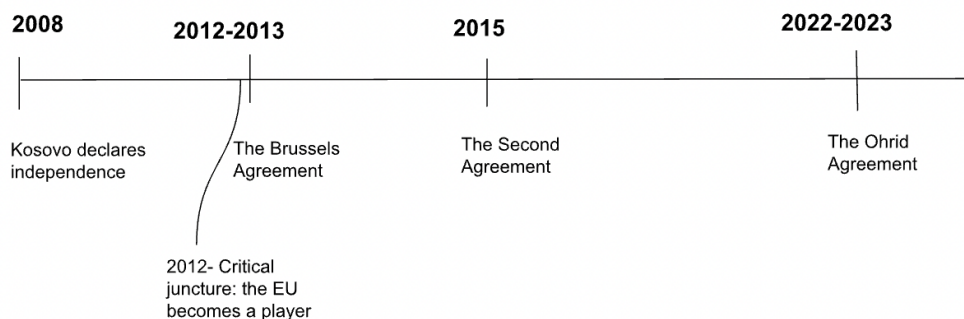 2008
2012-2013
2015
2022-2023
Kosovo declares
independence
The Brussels
Agreement
The Second
Agreement
The Ohrid
Agreement
2012- Critical
juncture: the EU
becomes a player